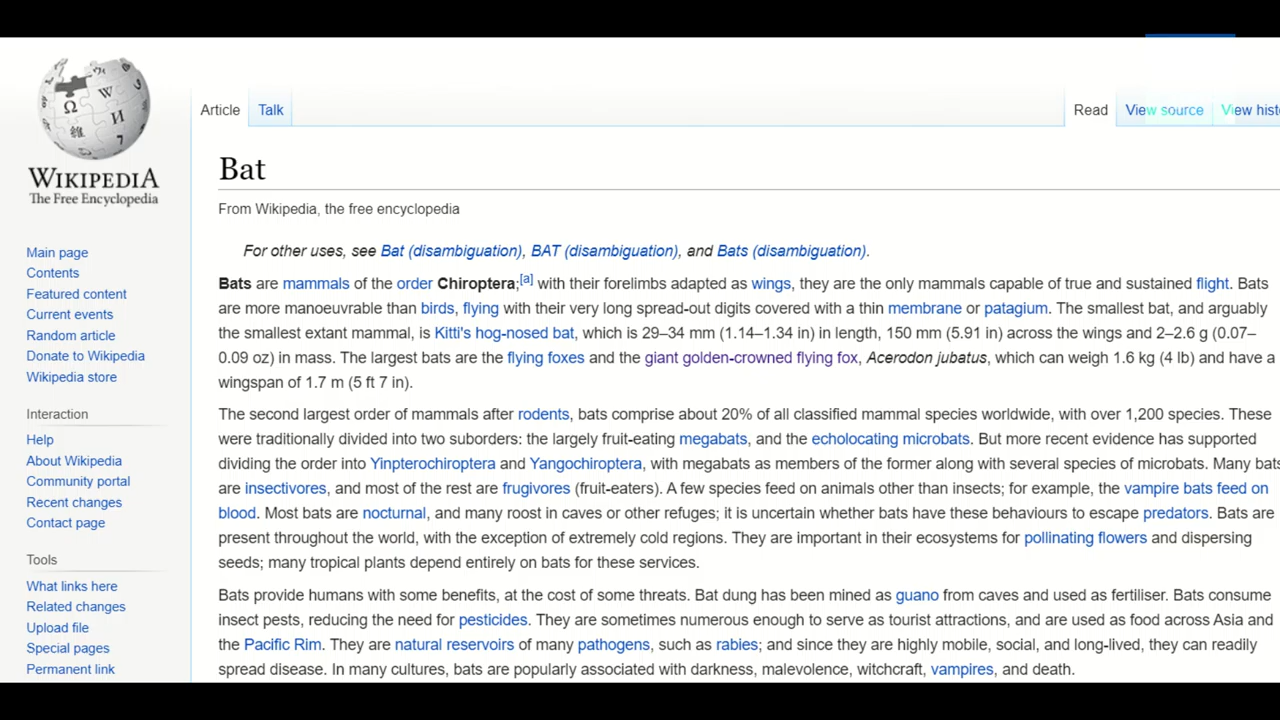 Article Talk Read View source View hist
WIKIPEDIA
The Free Encyclopedia
Bat
From Wikipedia, the free encyclopedia
Main page
Contents
Featured content
Current events
Random article
Donate to Wikipedia
Wikipedia store
Interaction
Help
About Wikipedia
Community portal
Recent changes
Contact page
Tools
What links here
Related changes
Upload file
Special pages
Permanent link
For other uses, see Bat (disambiguation), BAT (disambiguation), and Bats (disambiguation).
Bats are mammals of the order Chiroptera;[a] with their forelimbs adapted as wings, they are the only mammals capable of true and sustained flight. Bats
are more manoeuvrable than birds, flying with their very long spread-out digits covered with a thin membrane or patagium. The smallest bat, and arguably
the smallest extant mammal, is Kitti's hog-nosed bat, which is 29–34 mm (1.14–1.34 in) in length, 150 mm (5.91 in) across the wings and 2–2.6 g (0.07–
0.09 oz) in mass. The largest bats are the flying foxes and the giant golden-crowned flying fox, Acerodon jubatus, which can weigh 1.6 kg (4 lb) and have a
wingspan of 1.7 m (5 ft 7 in).
The second largest order of mammals after rodents, bats comprise about 20% of all classified mammal species worldwide, with over 1,200 species. These
were traditionally divided into two suborders: the largely fruit-eating megabats, and the echolocating microbats. But more recent evidence has supported
dividing the order into Yinpterochiroptera and Yangochiroptera, with megabats as members of the former along with several species of microbats. Many bats
are insectivores, and most of the rest are frugivores (fruit-eaters). A few species feed on animals other than insects; for example, the vampire bats feed on
blood. Most bats are nocturnal, and many roost in caves or other refuges; it is uncertain whether bats have these behaviours to escape predators. Bats are
present throughout the world, with the exception of extremely cold regions. They are important in their ecosystems for pollinating flowers and dispersing
seeds; many tropical plants depend entirely on bats for these services.
Bats provide humans with some benefits, at the cost of some threats. Bat dung has been mined as guano from caves and used as fertiliser. Bats consume
insect pests, reducing the need for pesticides. They are sometimes numerous enough to serve as tourist attractions, and are used as food across Asia and
the Pacific Rim. They are natural reservoirs of many pathogens, such as rabies; and since they are highly mobile, social, and long-lived, they can readily
spread disease. In many cultures, bats are popularly associated with darkness, malevolence, witchcraft, vampires, and death.